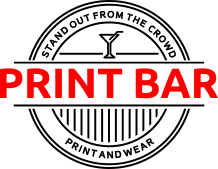 STAND OUT FROM THE CROWD
PRINT BAR
PRINT AND WEAR